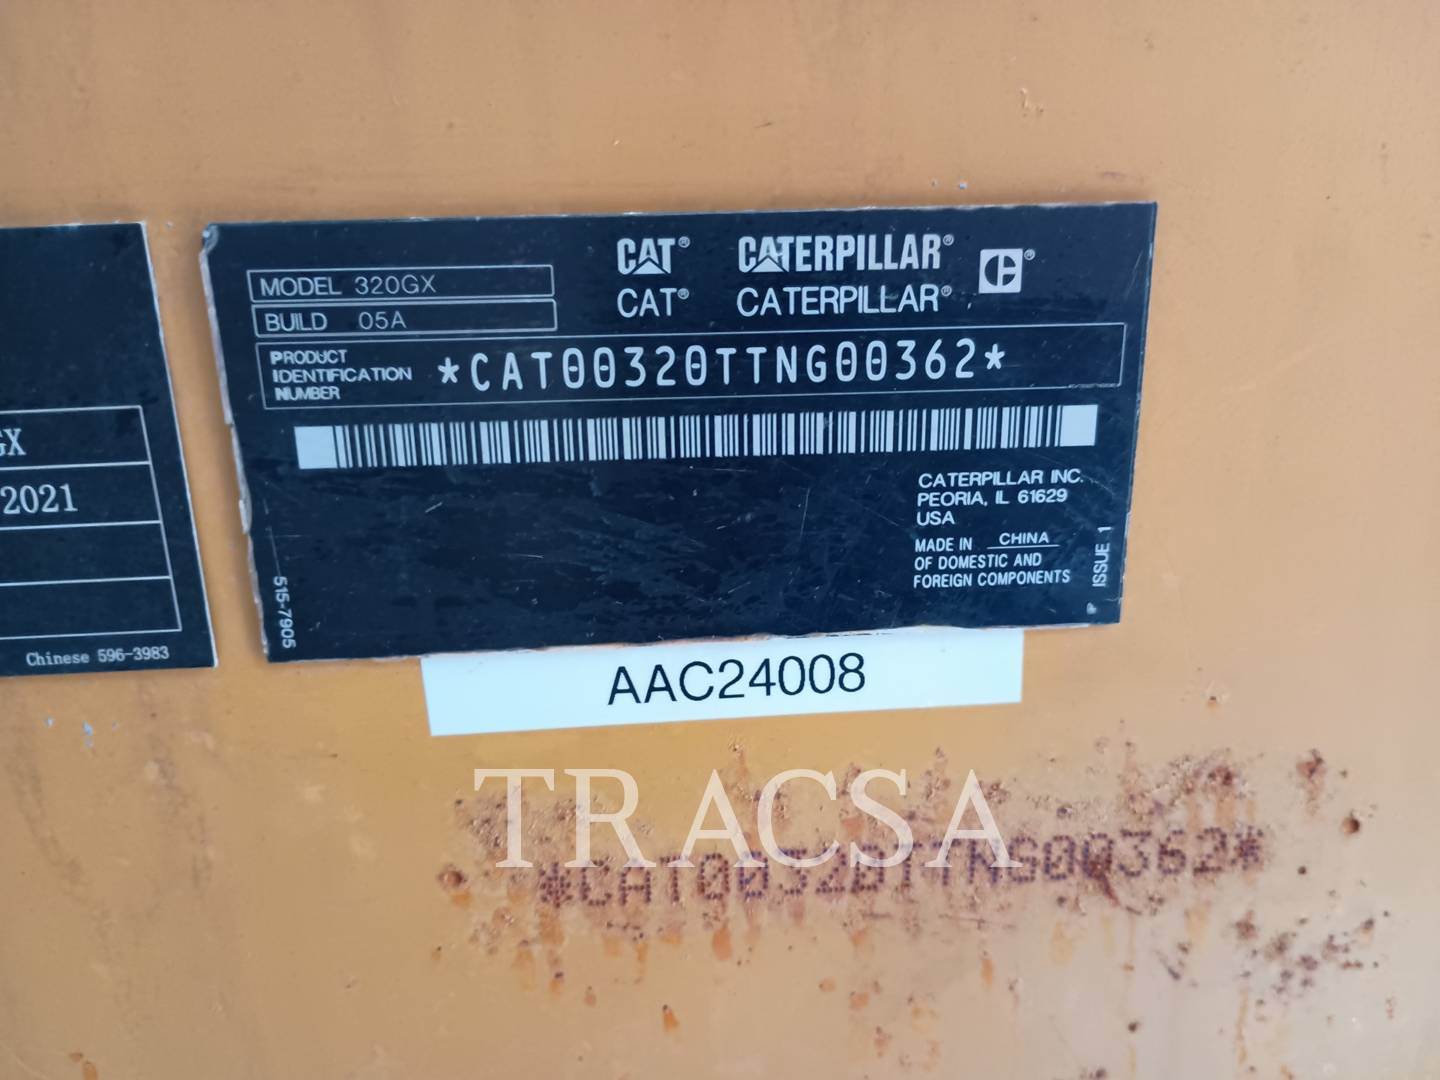 GX
2021
Chinese 596-3983
MODEL 320GX
BUILD 05A
CAT® CATERPILLAR® ®
CAT® CATERPILLAR®
PRODUCT
IDENTIFICATION
NUMBER
*CAT00320TTNG00362*
CATERPILLAR INC.
PEORIA, IL 61629
USA
MADE IN CHINA
OF DOMESTIC AND
FOREIGN COMPONENTS
P ISSUE 1
515-7905
AAC24008
TRACSA
*CAT00320TTNG00362*